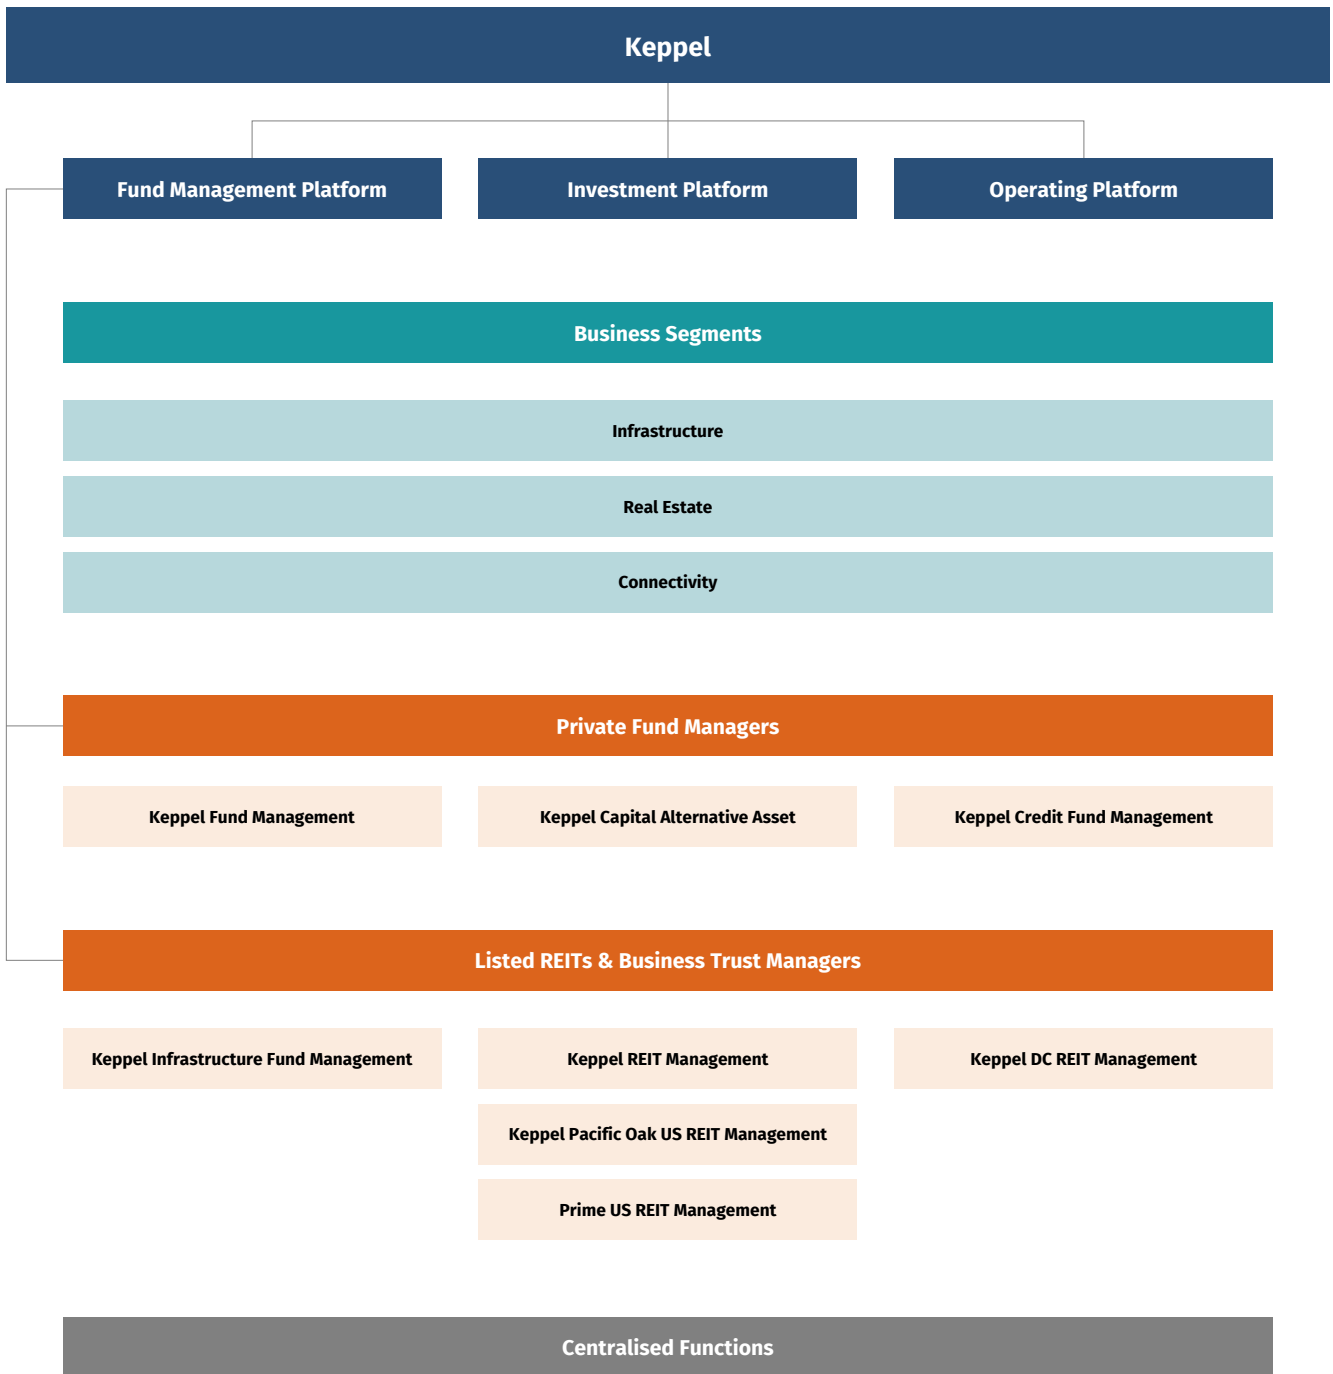 Keppel
Fund Management Platform
Investment Platform
Operating Platform
Business Segments
Infrastructure
Real Estate
Connectivity
Private Fund Managers
Keppel Fund Management
Keppel Capital Alternative Asset
Keppel Credit Fund Management
Listed REITs & Business Trust Managers
Keppel Infrastructure Fund Management
Keppel REIT Management
Keppel DC REIT Management
Keppel Pacific Oak US REIT Management
Prime US REIT Management
Centralised Functions